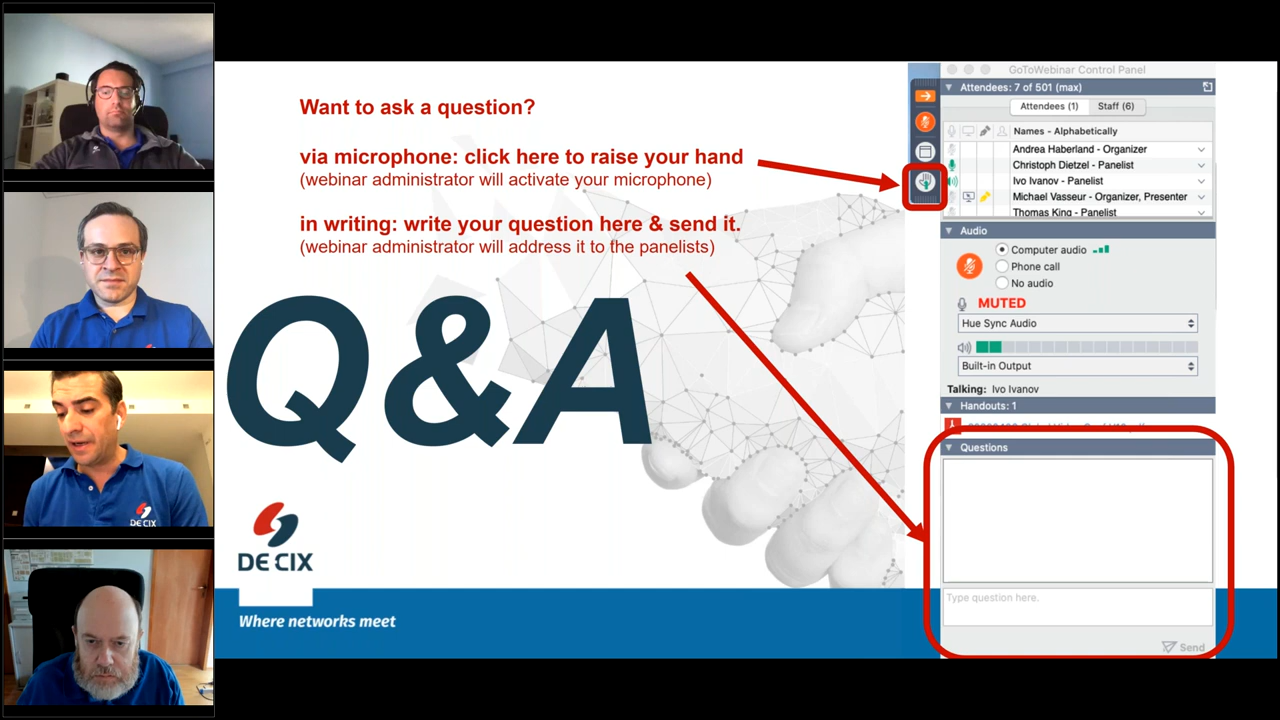 Want to ask a question?
via microphone: click here to raise your hand
(webinar administrator will activate your microphone)
in writing: write your question here & send it.
(webinar administrator will address it to the panelists)
Q&A
DE CIX
Where networks meet
DE CIX
GoToWebinar Control Panel
Attendees: 7 of 501 (max)
Attendees (1)
Staff (6)
Names - Alphabetically
Andrea Haberland - Organizer
Christoph Dietzel - Panelist
Ivo Ivanov - Panelist
Michael Vasseur - Organizer, Presenter
Thomas King - Panelist
Audio
Computer audio
Phone call
No audio
MUTED
Hue Sync Audio
Built-in Output
Talking: Ivo Ivanov
Handouts: 1
Questions
Type question here.
Send